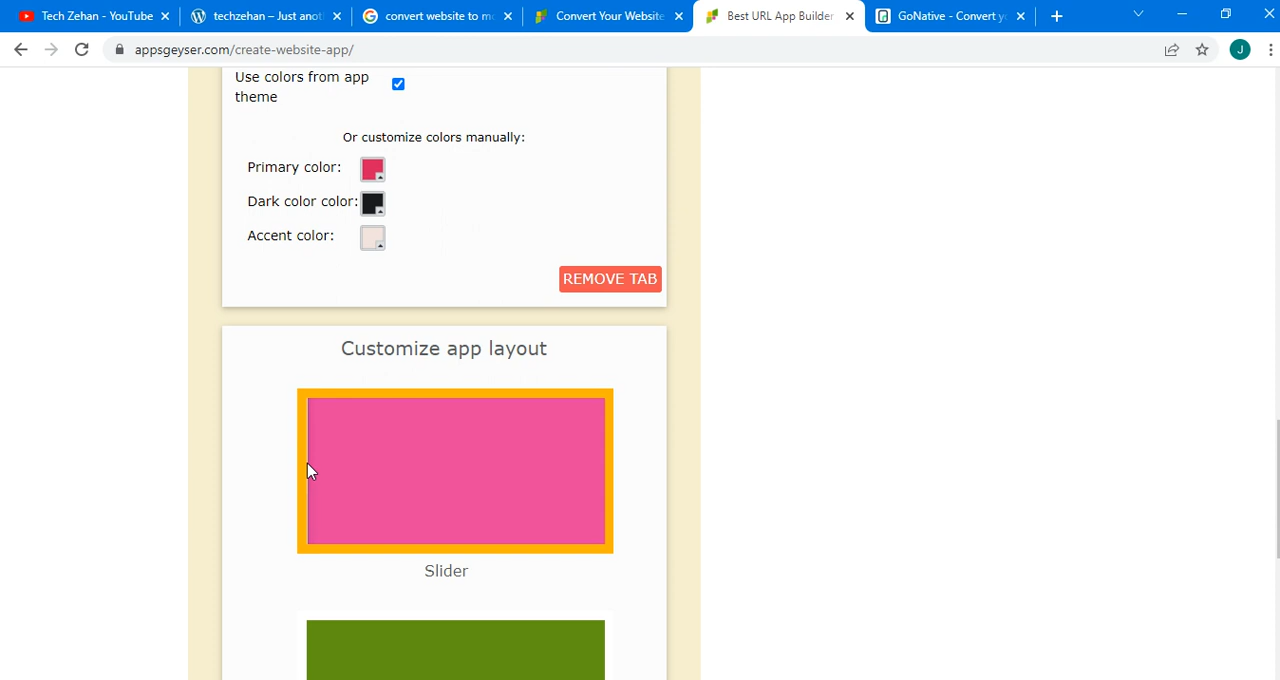 Tech Zehan - YouTube
techzehan – Just anot
convert website to mo
Convert Your Website
Best URL App Builder
GoNative - Convert y
appsgeyser.com/create-website-app/
J
Use colors from app
theme
Or customize colors manually:
Primary color:
Dark color color:
Accent color:
REMOVE TAB
Customize app layout
Slider